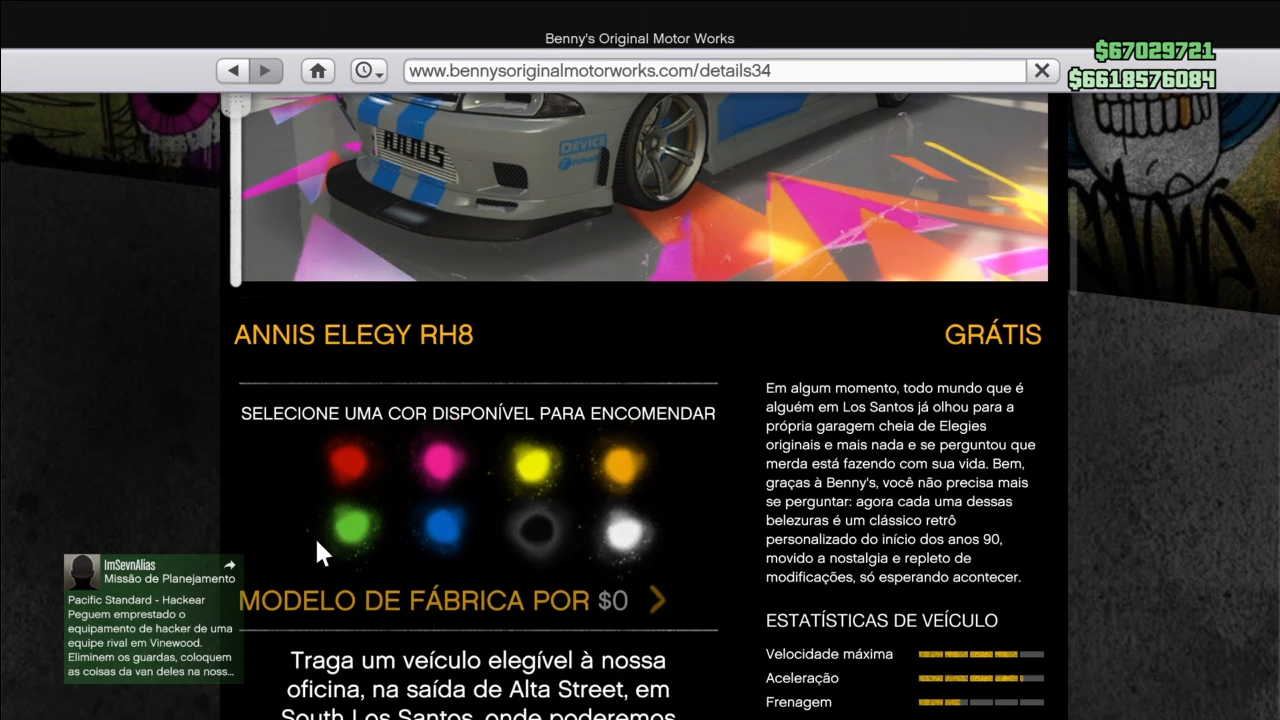 Benny's Original Motor Works
$67029721
www.bennysoriginalmotorworks.com/details34
$6618576084
ANNIS
DEVICE
ANNIS ELEGY RH8
GRÁTIS
SELECIONE UMA COR DISPONÍVEL PARA ENCOMENDAR
MODELO DE FÁBRICA POR $0
Traga um veículo elegível à nossa
oficina, na saída de Alta Street, em
South Los Santos, onde poderemos
Em algum momento, todo mundo que é
alguém em Los Santos já olhou para a
própria garagem cheia de Elegies
originais e mais nada e se perguntou que
merda está fazendo com sua vida. Bem,
graças à Benny's, você não precisa mais
se perguntar: agora cada uma dessas
belezuras é um clássico retrô
personalizado do início dos anos 90,
movido a nostalgia e repleto de
modificações, só esperando acontecer.
ESTATÍSTICAS DE VEÍCULO
Velocidade máxima
Aceleração
Frenagem
ImSevnAlias
Missão de Planejamento
Pacific Standard - Hackear
Peguem emprestado o
equipamento de hacker de uma
equipe rival em Vinewood.
Eliminem os guardas, coloquem
as coisas da van deles na noss...